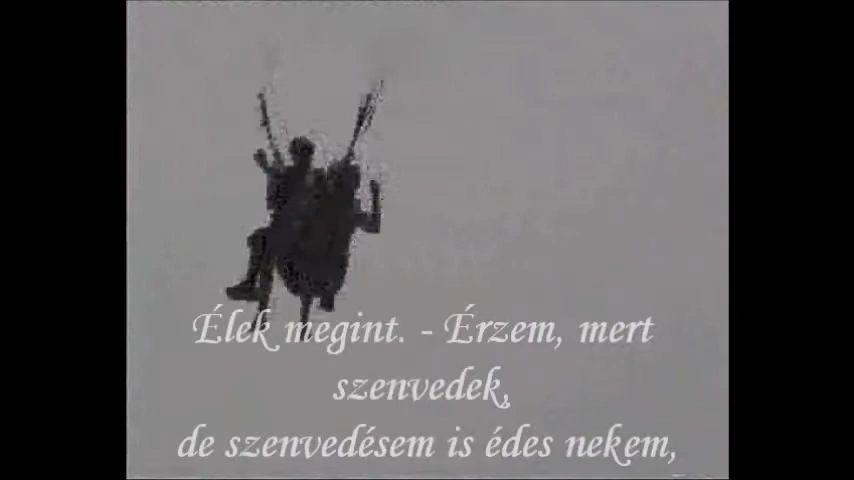 Élek megint. - Érzem, mert
szenvedek,
de szenvedésem is édes nekem,